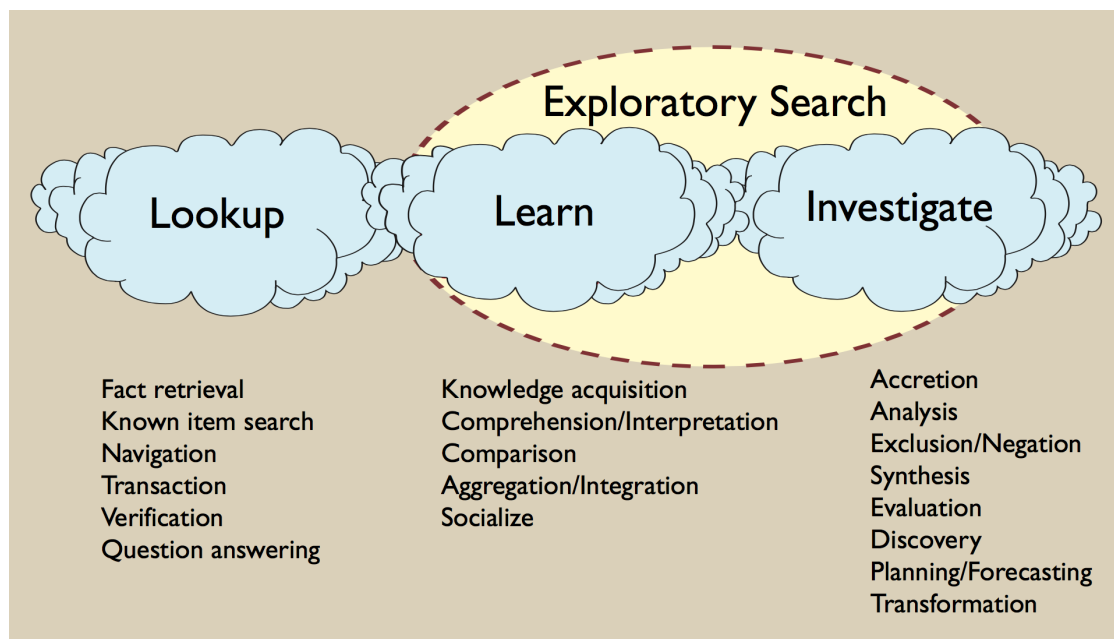 Exploratory Search
Lookup
Learn
Investigate
Fact retrieval
Known item search
Navigation
Transaction
Verification
Question answering
Knowledge acquisition
Comprehension/Interpretation
Comparison
Aggregation/Integration
Socialize
Accretion
Analysis
Exclusion/Negation
Synthesis
Evaluation
Discovery
Planning/Forecasting
Transformation